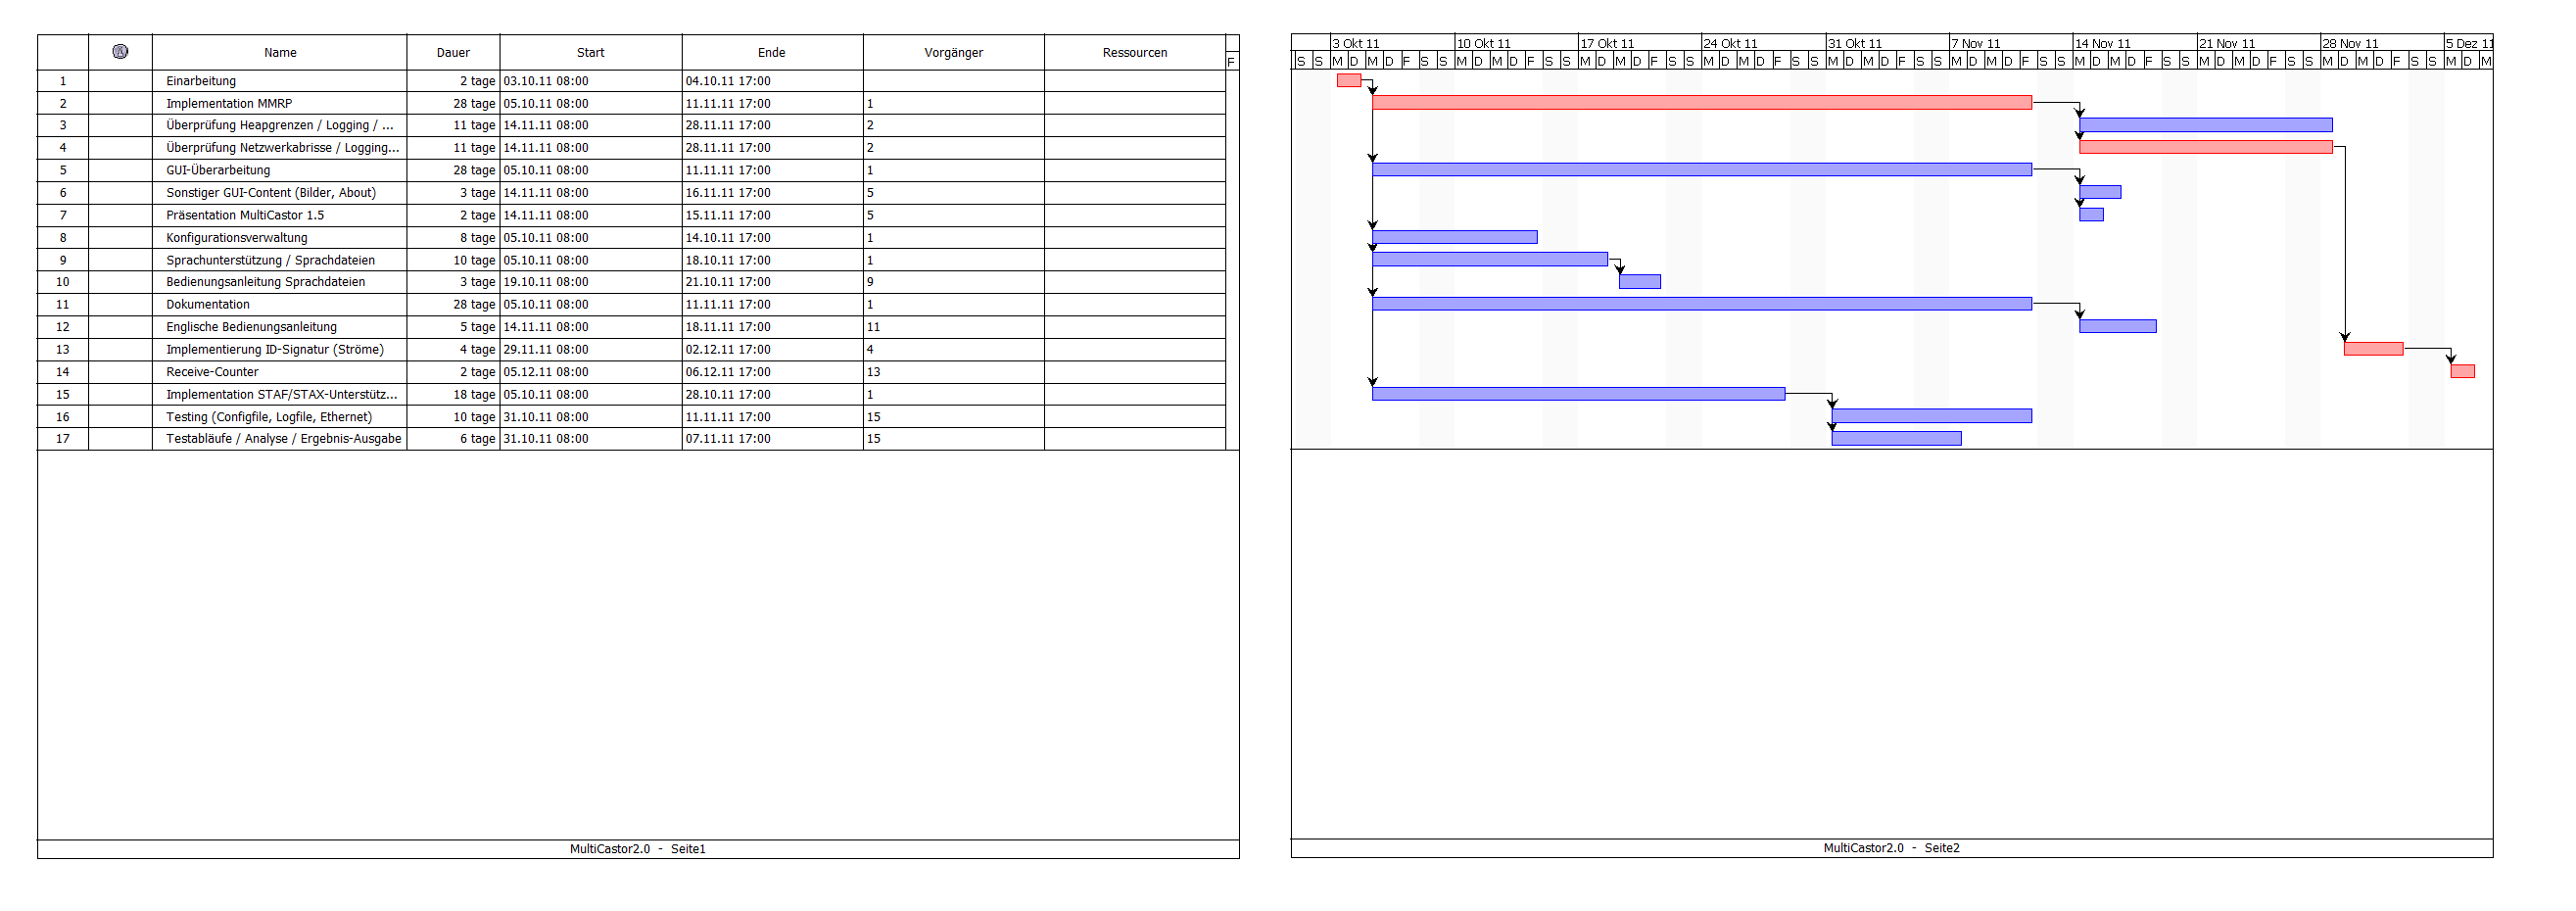 Name Dauer Start Ende Vorgänger Ressourcen
F
1 Einarbeitung 2 tage 03.10.11 08:00 04.10.11 17:00
2 Implementation MMRP 28 tage 05.10.11 08:00 11.11.11 17:00 1
3 Überprüfung Heapgrenzen / Logging / ... 11 tage 14.11.11 08:00 28.11.11 17:00 2
4 Überprüfung Netzwerkabrisse / Logging... 11 tage 14.11.11 08:00 28.11.11 17:00 2
5 GUI-Überarbeitung 28 tage 05.10.11 08:00 11.11.11 17:00 1
6 Sonstiger GUI-Content (Bilder, About) 3 tage 14.11.11 08:00 16.11.11 17:00 5
7 Präsentation MultiCastor 1.5 2 tage 14.11.11 08:00 15.11.11 17:00 5
8 Konfigurationsverwaltung 8 tage 05.10.11 08:00 14.10.11 17:00 1
9 Sprachunterstützung / Sprachdateien 10 tage 05.10.11 08:00 18.10.11 17:00 1
10 Bedienungsanleitung Sprachdateien 3 tage 19.10.11 08:00 21.10.11 17:00 9
11 Dokumentation 28 tage 05.10.11 08:00 11.11.11 17:00 1
12 Englische Bedienungsanleitung 5 tage 14.11.11 08:00 18.11.11 17:00 11
13 Implementierung ID-Signatur (Ströme) 4 tage 29.11.11 08:00 02.12.11 17:00 4
14 Receive-Counter 2 tage 05.12.11 08:00 06.12.11 17:00 13
15 Implementation STAF/STAX-Unterstütz... 18 tage 05.10.11 08:00 28.10.11 17:00 1
16 Testing (Configfile, Logfile, Ethernet) 10 tage 31.10.11 08:00 11.11.11 17:00 15
17 Testabläufe / Analyse / Ergebnis-Ausgabe 6 tage 31.10.11 08:00 07.11.11 17:00 15
MultiCastor2.0 - Seite1
3 Okt 11 10 Okt 11 17 Okt 11 24 Okt 11 31 Okt 11 7 Nov 11 14 Nov 11 21 Nov 11 28 Nov 11 5 Dez 11
S S M D M D F S S M D M D F S S M D M D F S S M D M D F S S M D M D F S S M D M D F S S M D M D F S S M D M D F S S M D M D F S S M D M
MultiCastor2.0 - Seite2